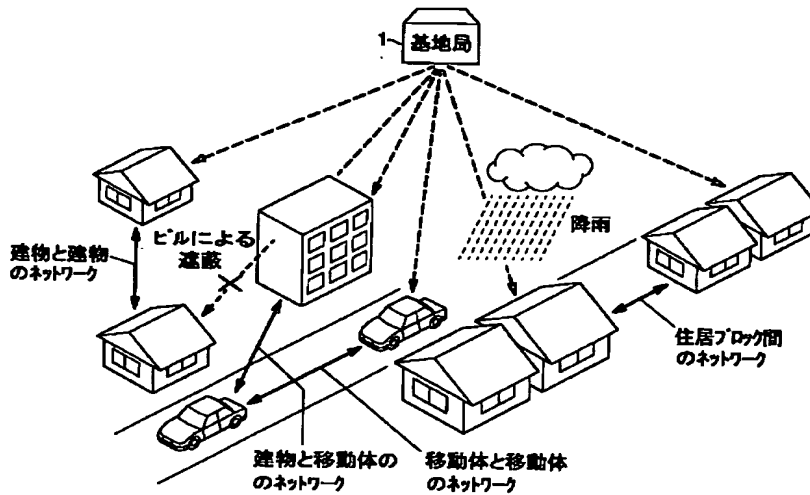 1
基地局
ビルによる
遮蔽
降雨
建物と建物
のネットワーク
住居ブロック間
のネットワーク
建物と移動体の
のネットワーク
移動体と移動体
のネットワーク